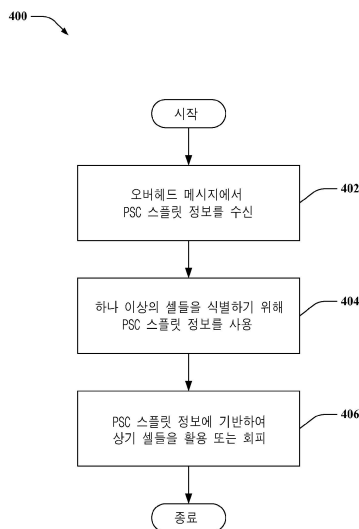 400
시작
오버헤드 메시지에서
PSC 스플릿 정보를 수신
402
하나 이상의 셀들을 식별하기 위해
PSC 스플릿 정보를 사용
404
PSC 스플릿 정보에 기반하여
상기 셀들을 활용 또는 회피
406
종료